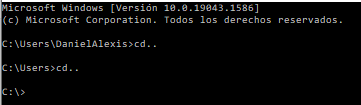 Microsoft Windows [Versión 10.0.19043.1586]
(c) Microsoft Corporation. Todos los derechos reservados.
C:\Users\DanielAlexis>cd..
C:\Users>cd..
C:\>